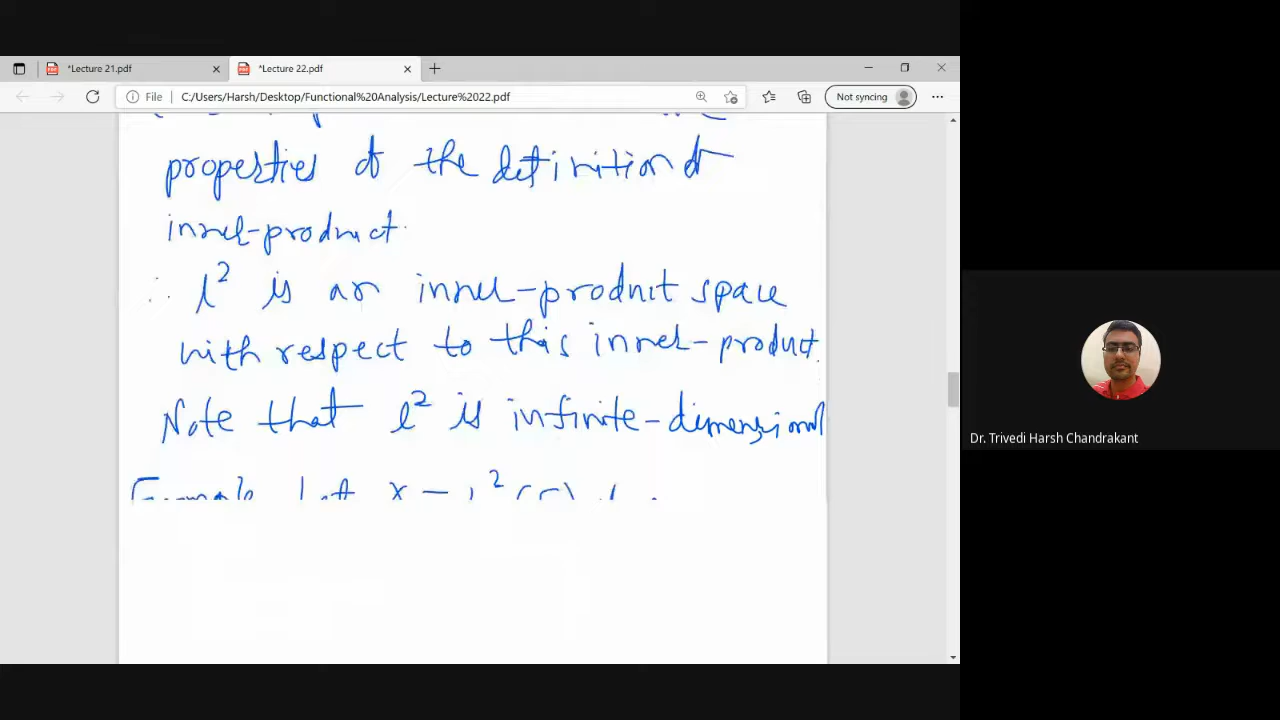 *Lecture 21.pdf
*Lecture 22.pdf
File C:/Users/Harsh/Desktop/Functional%20Analysis/Lecture%2022.pdf
Not syncing
properties of the definition of
inner-product.
∴ l² is an inner-product space
with respect to this inner-product.
Note that l² is infinite-dimensional
Example Let X =
Dr. Trivedi Harsh Chandrakant